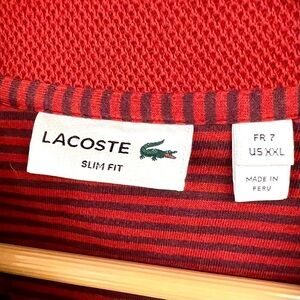 LACOSTE
SLIM FIT
FR 7
US XXL
MADE IN
PERU